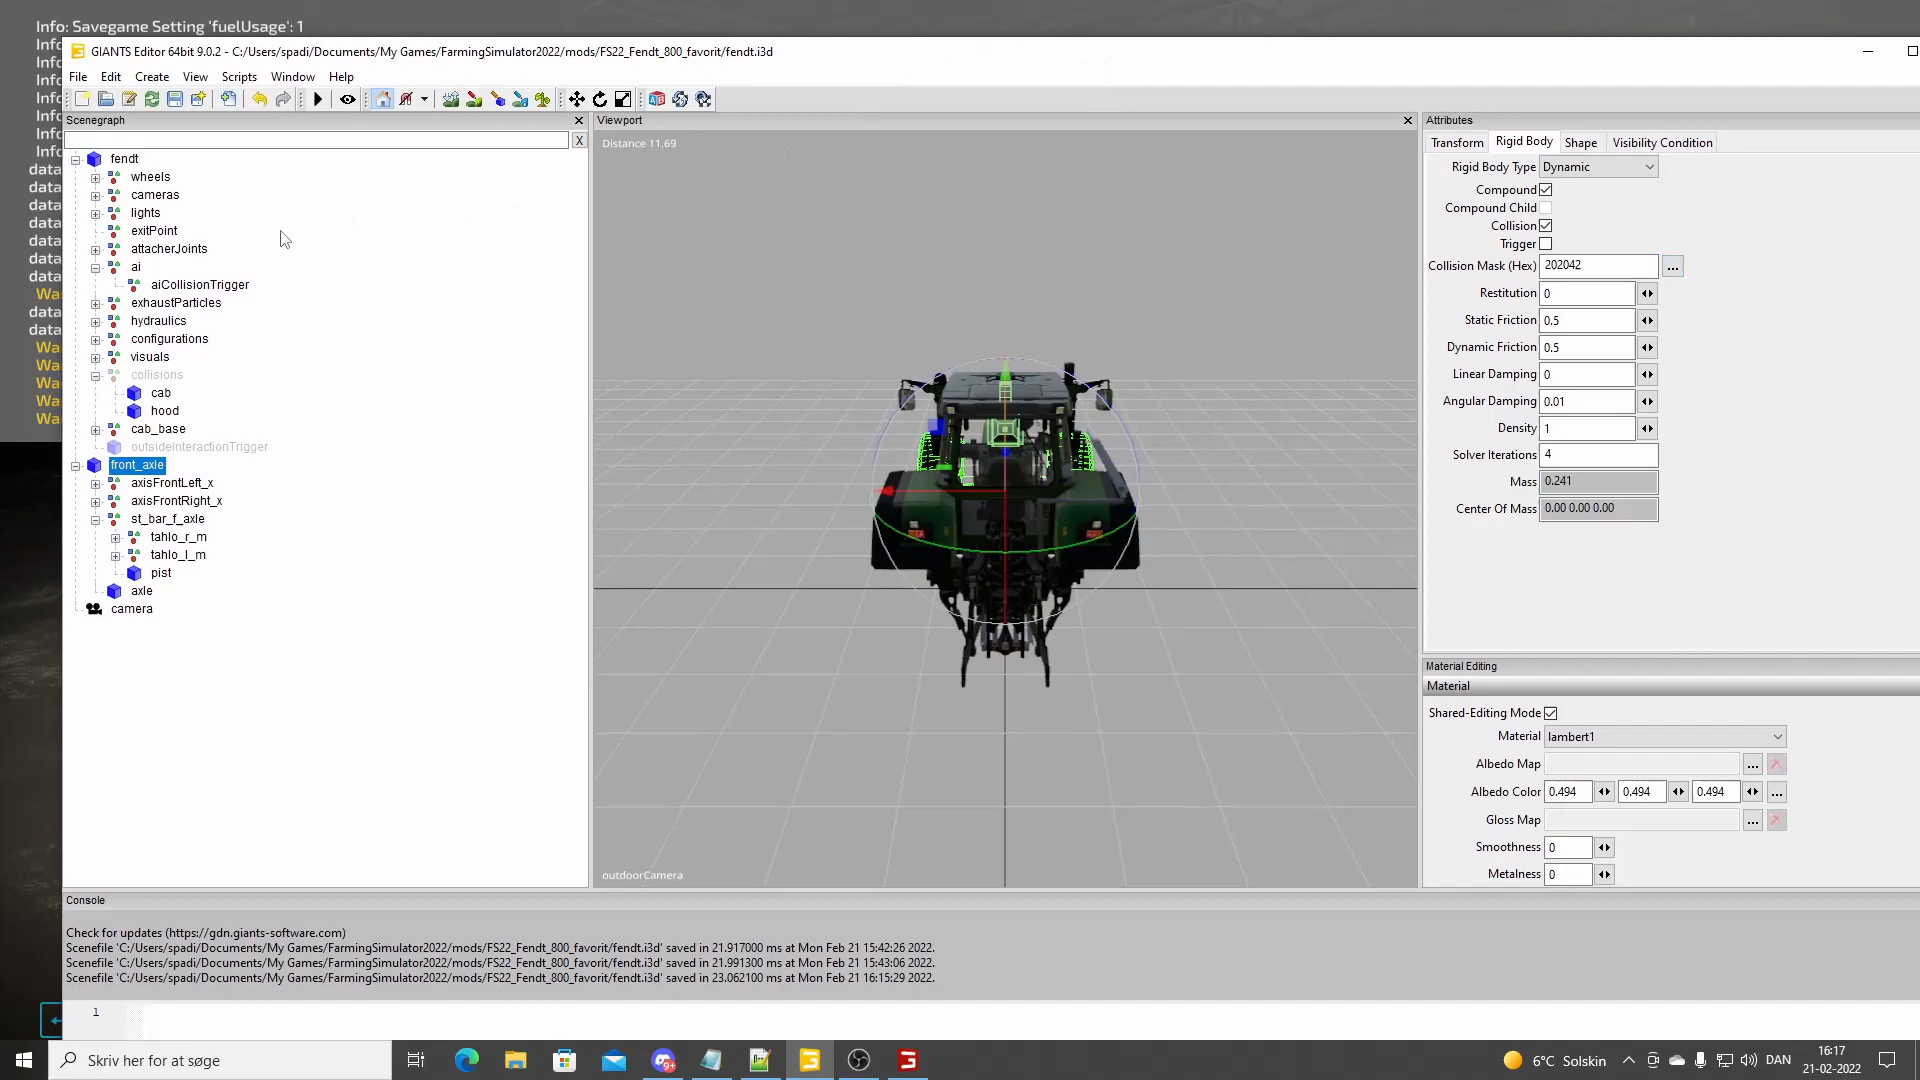 Info: Savegame Setting 'fuelUsage': 1
GIANTS Editor 64bit 9.0.2 - C:/Users/spadi/Documents/My Games/FarmingSimulator2022/mods/FS22_Fendt_800_favorit/fendt.i3d
File Edit Create View Scripts Window Help
Scenegraph
Viewport
Attributes
X
Distance 11.69
Transform Rigid Body Shape Visibility Condition
fendt
wheels
cameras
lights
exitPoint
attacherJoints
ai
aiCollisionTrigger
exhaustParticles
hydraulics
configurations
visuals
collisions
cab
hood
cab_base
outsideInteractionTrigger
front_axle
axisFrontLeft_x
axisFrontRight_x
st_bar_f_axle
tahlo_r_m
tahlo_l_m
pist
axle
camera
Rigid Body Type Dynamic
Compound
Compound Child
Collision
Trigger
Collision Mask (Hex) 202042 ...
Restitution 0
Static Friction 0.5
Dynamic Friction 0.5
Linear Damping 0
Angular Damping 0.01
Density 1
Solver Iterations 4
Mass 0.241
Center Of Mass 0.00 0.00 0.00
Material Editing
Material
Shared-Editing Mode
Material lambert1
Albedo Map ...
Albedo Color 0.494 0.494 0.494 ...
Gloss Map ...
Smoothness 0
Metalness 0
outdoorCamera
Console
Check for updates (https://gdn.giants-software.com)
Scenefile 'C:/Users/spadi/Documents/My Games/FarmingSimulator2022/mods/FS22_Fendt_800_favorit/fendt.i3d' saved in 21.917000 ms at Mon Feb 21 15:42:26 2022.
Scenefile 'C:/Users/spadi/Documents/My Games/FarmingSimulator2022/mods/FS22_Fendt_800_favorit/fendt.i3d' saved in 21.991300 ms at Mon Feb 21 15:43:06 2022.
Scenefile 'C:/Users/spadi/Documents/My Games/FarmingSimulator2022/mods/FS22_Fendt_800_favorit/fendt.i3d' saved in 23.062100 ms at Mon Feb 21 16:15:29 2022.
1
Skriv her for at søge
9+
6°C Solskin
DAN
16:17
21-02-2022